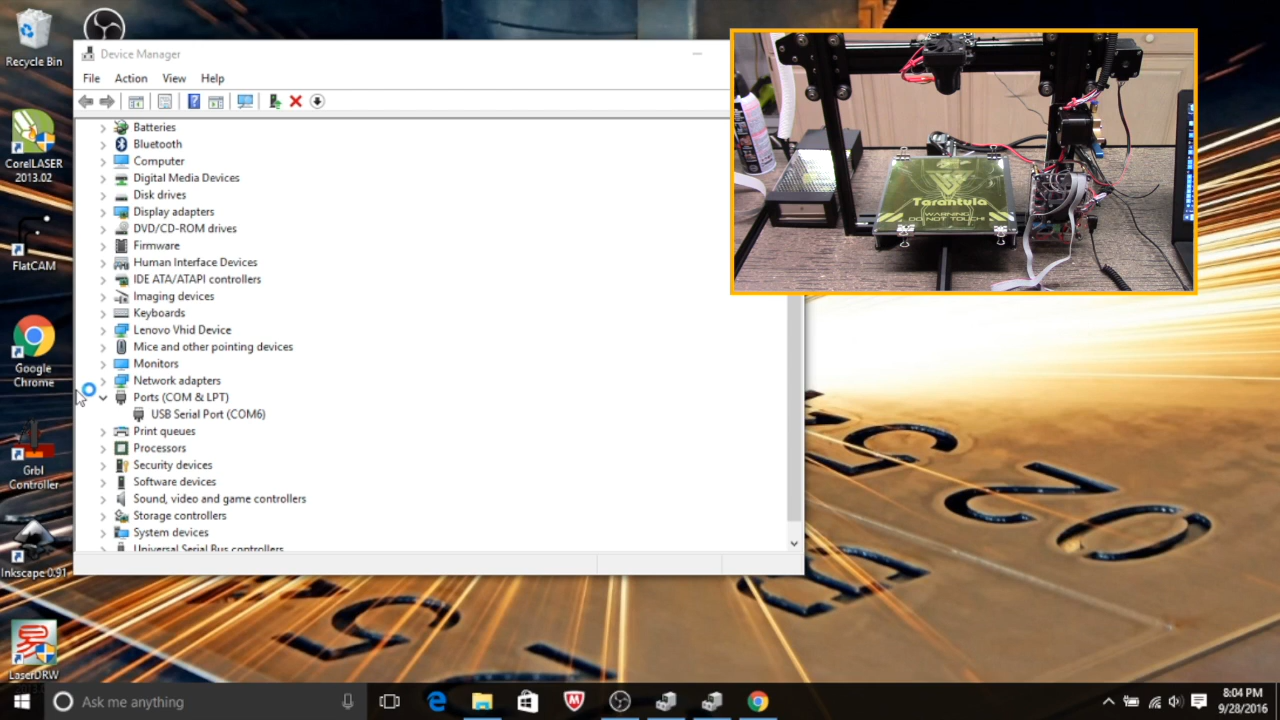 Recycle Bin
CorelLASER
2013.02
FlatCAM
Google
Chrome
Grbl
Controller
Inkscape 0.91
LaserDRW
Device Manager
File Action View Help
Batteries
Bluetooth
Computer
Digital Media Devices
Disk drives
Display adapters
DVD/CD-ROM drives
Firmware
Human Interface Devices
IDE ATA/ATAPI controllers
Imaging devices
Keyboards
Lenovo Vhid Device
Mice and other pointing devices
Monitors
Network adapters
Ports (COM & LPT)
USB Serial Port (COM6)
Print queues
Processors
Security devices
Software devices
Sound, video and game controllers
Storage controllers
System devices
Universal Serial Bus controllers
Tarantula
WARNING
DO NOT TOUCH!
Ask me anything
8:04 PM
9/28/2016